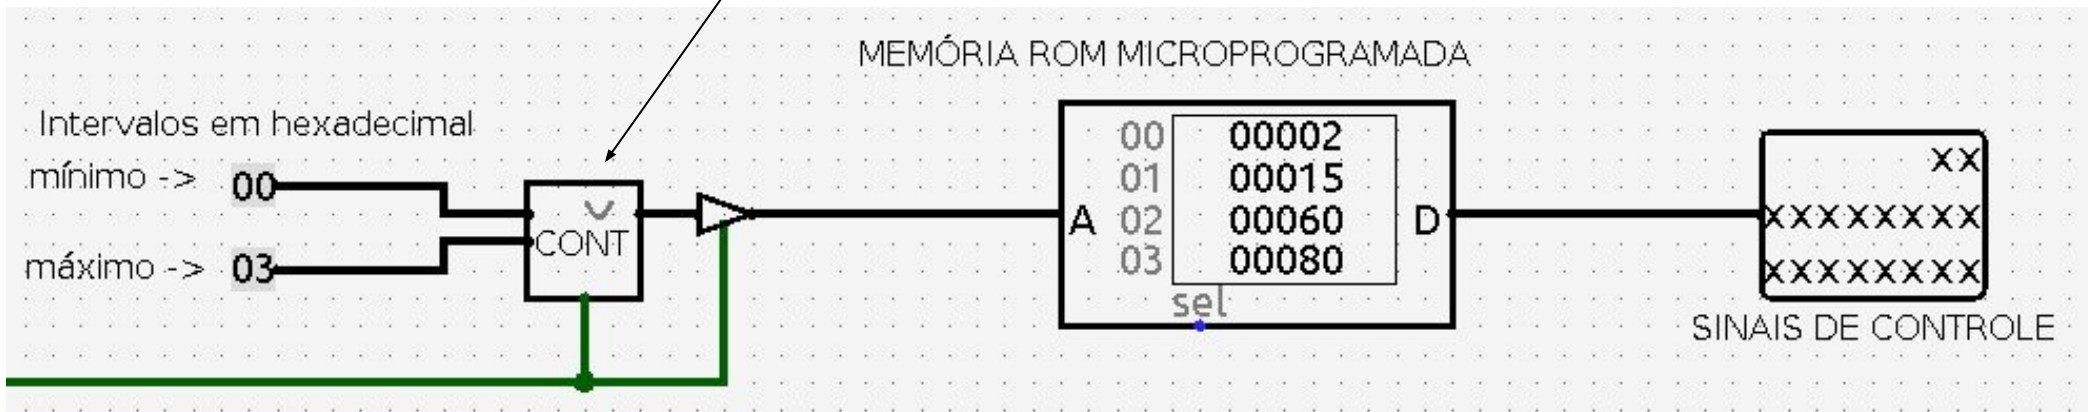 MEMÓRIA ROM MICROPROGRAMADA
Intervalos em hexadecimal
mínimo -> 00
máximo -> 03
CONT
A
00 00002
01 00015
02 00060
03 00080
D
sel
xx
xxxxxxxx
xxxxxxxx
SINAIS DE CONTROLE